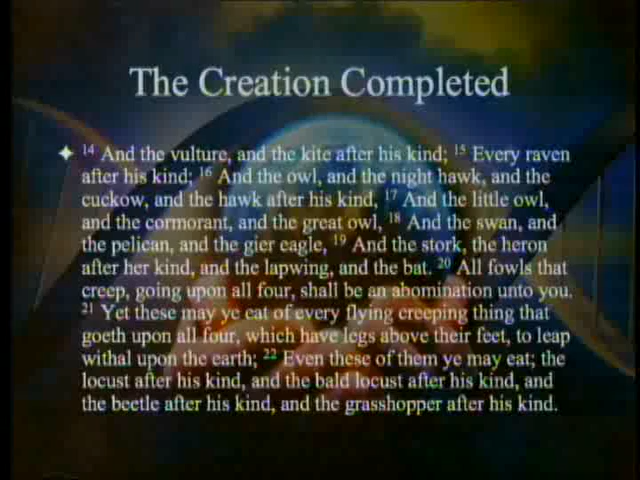 The Creation Completed
✦ 14 And the vulture, and the kite after his kind; 15 Every raven
after his kind; 16 And the owl, and the night hawk, and the
cuckow, and the hawk after his kind, 17 And the little owl,
and the cormorant, and the great owl, 18 And the swan, and
the pelican, and the gier eagle, 19 And the stork, the heron
after her kind, and the lapwing, and the bat. 20 All fowls that
creep, going upon all four, shall be an abomination unto you.
21 Yet these may ye eat of every flying creeping thing that
goeth upon all four, which have legs above their feet, to leap
withal upon the earth; 22 Even these of them ye may eat; the
locust after his kind, and the bald locust after his kind, and
the beetle after his kind, and the grasshopper after his kind.